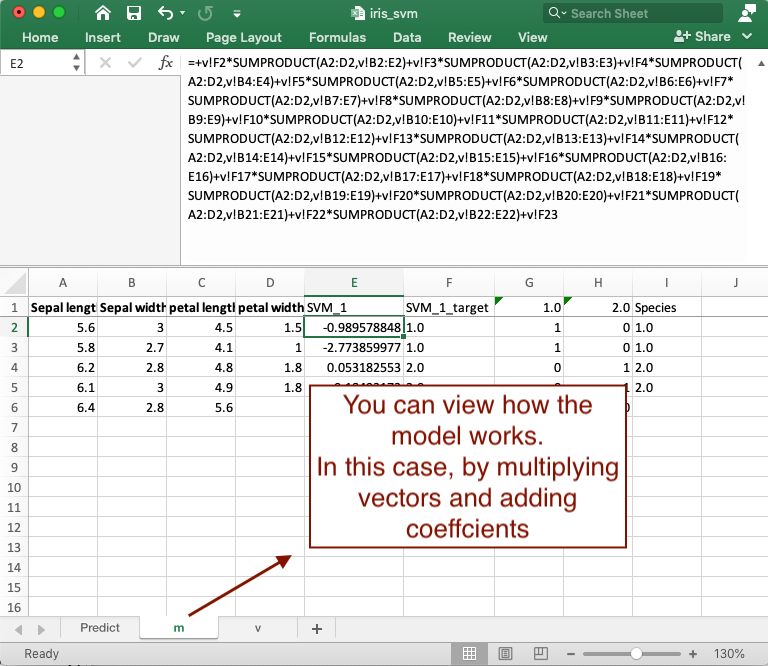 iris_svm
Search Sheet
Home Insert Draw Page Layout Formulas Data Review View Share
E2 fx =+v!F2*SUMPRODUCT(A2:D2,v!B2:E2)+v!F3*SUMPRODUCT(A2:D2,v!B3:E3)+v!F4*SUMPRODUCT(
A2:D2,v!B4:E4)+v!F5*SUMPRODUCT(A2:D2,v!B5:E5)+v!F6*SUMPRODUCT(A2:D2,v!B6:E6)+v!F7*
SUMPRODUCT(A2:D2,v!B7:E7)+v!F8*SUMPRODUCT(A2:D2,v!B8:E8)+v!F9*SUMPRODUCT(A2:D2,v!
B9:E9)+v!F10*SUMPRODUCT(A2:D2,v!B10:E10)+v!F11*SUMPRODUCT(A2:D2,v!B11:E11)+v!F12*
SUMPRODUCT(A2:D2,v!B12:E12)+v!F13*SUMPRODUCT(A2:D2,v!B13:E13)+v!F14*SUMPRODUCT(
A2:D2,v!B14:E14)+v!F15*SUMPRODUCT(A2:D2,v!B15:E15)+v!F16*SUMPRODUCT(A2:D2,v!B16:
E16)+v!F17*SUMPRODUCT(A2:D2,v!B17:E17)+v!F18*SUMPRODUCT(A2:D2,v!B18:E18)+v!F19*
SUMPRODUCT(A2:D2,v!B19:E19)+v!F20*SUMPRODUCT(A2:D2,v!B20:E20)+v!F21*SUMPRODUCT(
A2:D2,v!B21:E21)+v!F22*SUMPRODUCT(A2:D2,v!B22:E22)+v!F23
A B C D E F G H I J
1 Sepal lengt Sepal width petal lengtl petal width SVM_1 SVM_1_target 1.0 2.0 Species
2 5.6 3 4.5 1.5 -0.989578848 1.0 1 0 1.0
3 5.8 2.7 4.1 1 -2.773859977 1.0 1 0 1.0
4 6.2 2.8 4.8 1.8 0.053182553 2.0 0 1 2.0
5 6.1 3 4.9 1.8 1 2.0
6 6.4 2.8 5.6
7
8
9
10
11
12
13
14
15
16
You can view how the
model works.
In this case, by multiplying
vectors and adding
coeffcients
Predict m v +
Ready 130%